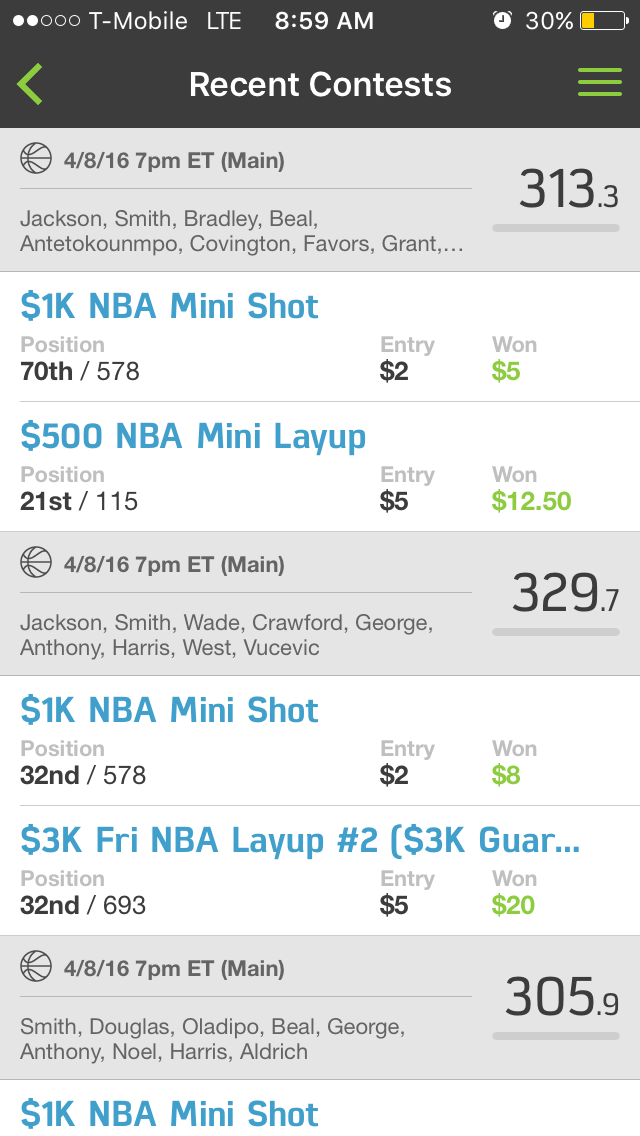 T-Mobile LTE 8:59 AM 30%
Recent Contests
4/8/16 7pm ET (Main)
313.3
Jackson, Smith, Bradley, Beal,
Antetokounmpo, Covington, Favors, Grant,...
$1K NBA Mini Shot
Position Entry Won
70th / 578 $2 $5
$500 NBA Mini Layup
Position Entry Won
21st / 115 $5 $12.50
4/8/16 7pm ET (Main)
329.7
Jackson, Smith, Wade, Crawford, George,
Anthony, Harris, West, Vucevic
$1K NBA Mini Shot
Position Entry Won
32nd / 578 $2 $8
$3K Fri NBA Layup #2 ($3K Guar...
Position Entry Won
32nd / 693 $5 $20
4/8/16 7pm ET (Main)
305.9
Smith, Douglas, Oladipo, Beal, George,
Anthony, Noel, Harris, Aldrich
$1K NBA Mini Shot